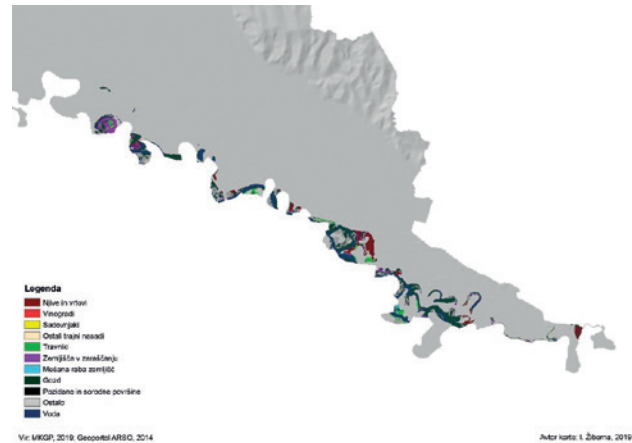 Legenda
Njive in vrtovi
Vinogradi
Sadovnjaki
Ostali trajni nasadi
Travnik
Zemljišča v zaraščanju
Mešana raba zemljišč
Gozd
Pozidano in sorodne površine
Ostalo
Voda
Vir: MKGP, 2019; Geoportal ARSO, 2014
Avtor karte: I. Žiberna, 2019